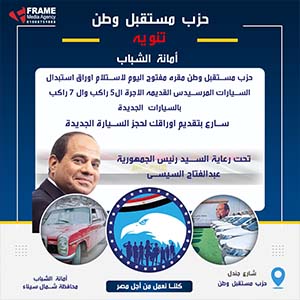 FRAME
Media Agency
حزب مستقبل وطن
تنويه
أمانة الشباب
حزب مستقبل وطن مقره مفتوح اليوم لاستلام اوراق استبدال
السيارات المرسيدس القديمه الاجرة ال5 راكب وال 7 راكب
بالسيارات الجديدة
سارع بتقديم اوراقك لحجز السيارة الجديدة
تحت رعاية السيد رئيس الجمهورية
عبدالفتاح السيسى
شارع جندل
حزب مستقبل وطن
أمانة الشباب
محافظة شمال سيناء
كلنا نعمل من أجل مصر